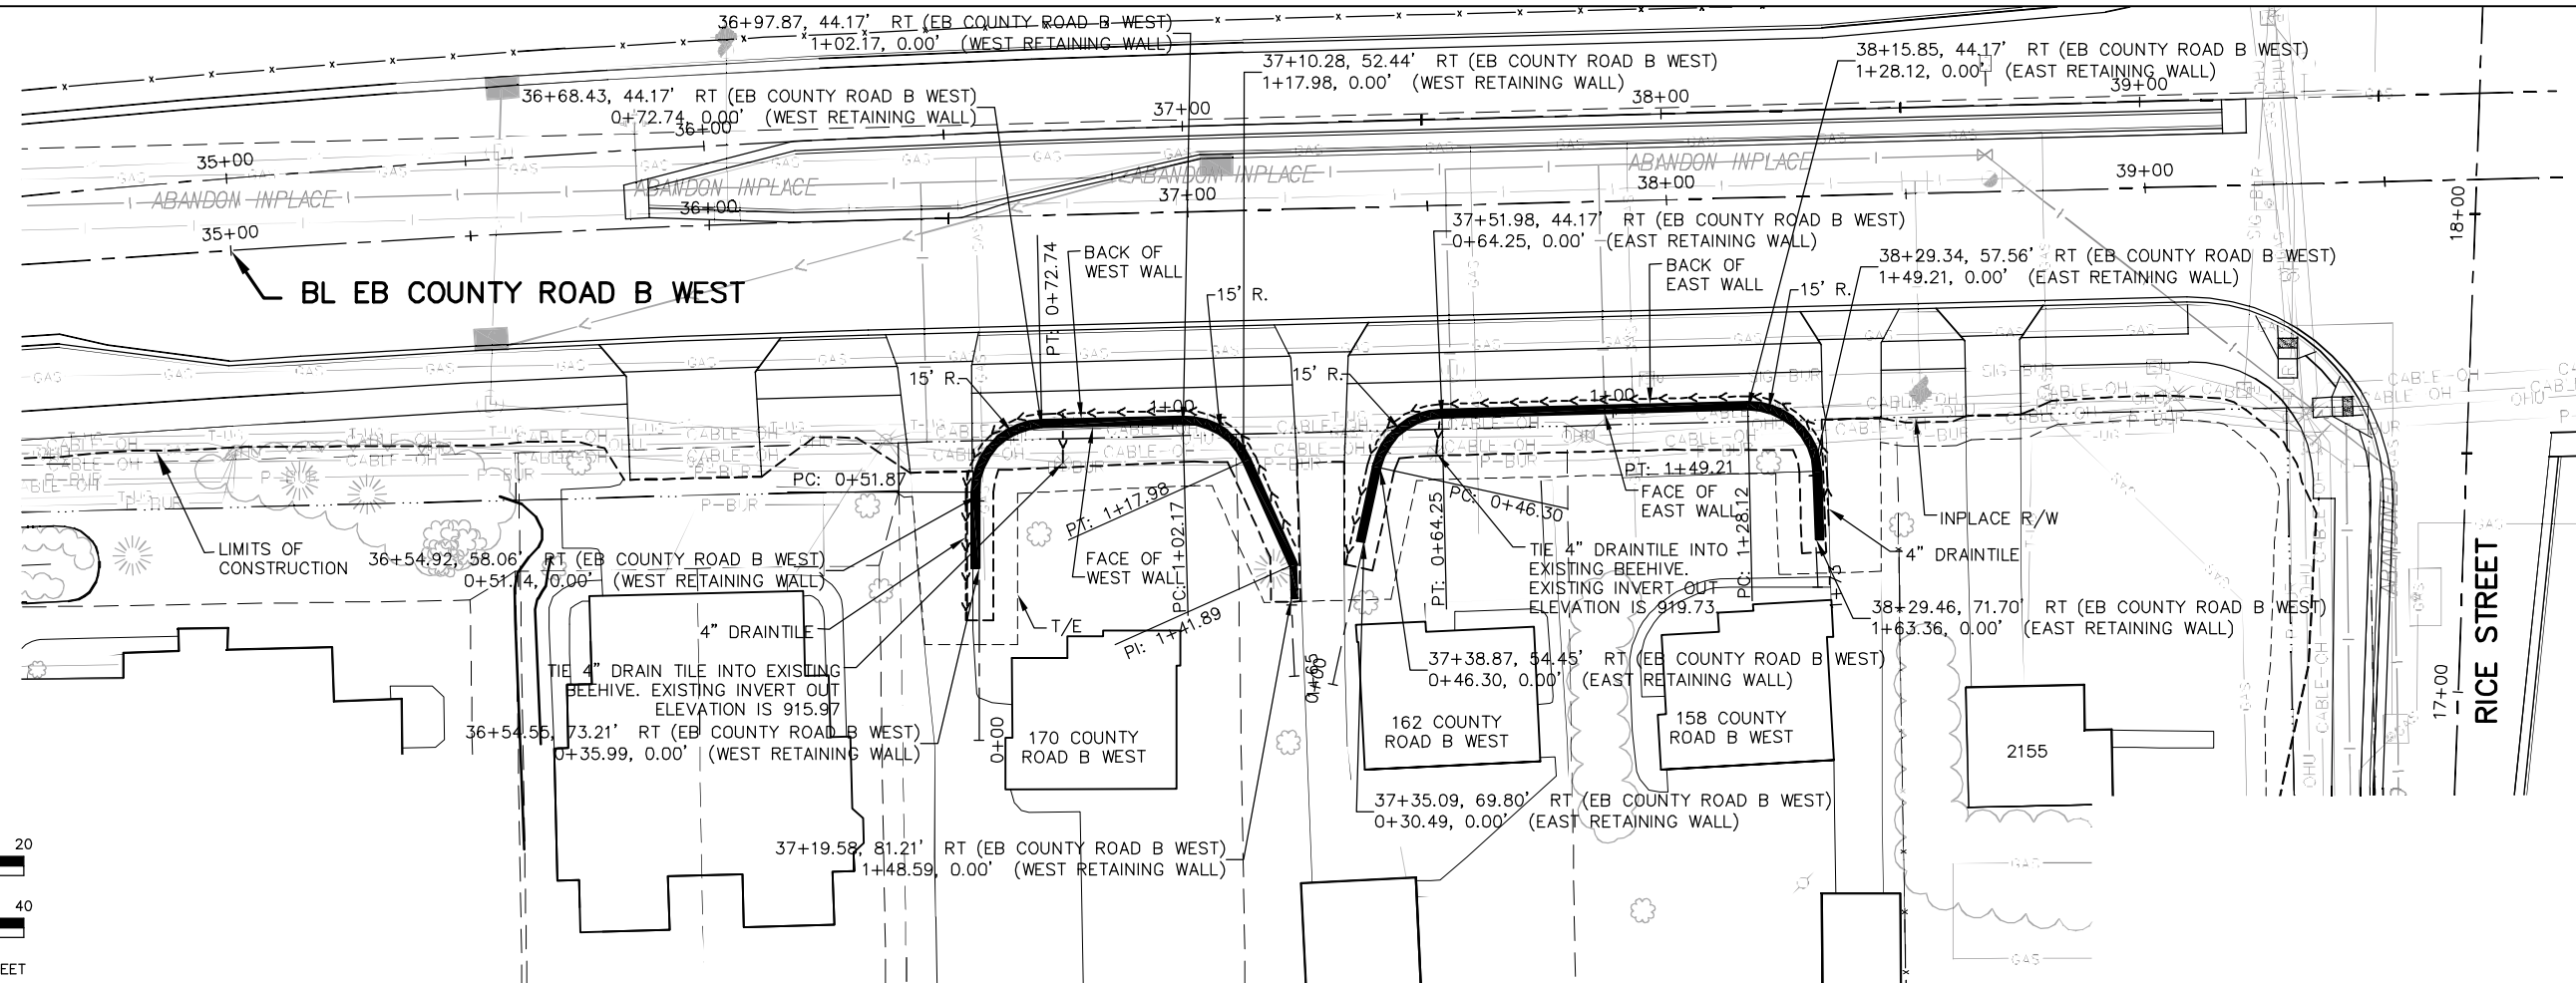 36+97.87, 44.17' RT (EB COUNTY ROAD B WEST)
1+02.17, 0.00' (WEST RETAINING WALL)
37+10.28, 52.44' RT (EB COUNTY ROAD B WEST)
1+17.98, 0.00' (WEST RETAINING WALL)
38+15.85, 44.17' RT (EB COUNTY ROAD B WEST)
1+28.12, 0.00' (EAST RETAINING WALL)
36+68.43, 44.17' RT (EB COUNTY ROAD B WEST)
0+72.74, 0.00' (WEST RETAINING WALL)
35+00
36+00
37+00
38+00
39+00
ABANDON INPLACE
ABANDON INPLACE
ABANDON INPLACE
ABANDON INPLACE
35+00
36+00
37+00
38+00
39+00
18+00
37+51.98, 44.17' RT (EB COUNTY ROAD B WEST)
0+64.25, 0.00' (EAST RETAINING WALL)
38+29.34, 57.56' RT (EB COUNTY ROAD B WEST)
1+49.21, 0.00' (EAST RETAINING WALL)
BL EB COUNTY ROAD B WEST
PT: 0+72.74
BACK OF
WEST WALL
15' R.
BACK OF
EAST WALL
15' R.
15' R.
15' R.
1+00
1+00
PC: 0+51.87
PT: 1+17.98
PC: 1+02.17
PI: 1+41.89
PT: 0+64.25
PC: 0+46.30
PT: 1+49.21
PC: 1+28.12
FACE OF
EAST WALL
INPLACE R/W
4" DRAINTILE
LIMITS OF
CONSTRUCTION
36+54.92, 58.06' RT (EB COUNTY ROAD B WEST)
0+51.14, 0.00' (WEST RETAINING WALL)
FACE OF
WEST WALL
TIE 4" DRAINTILE INTO
EXISTING BEEHIVE.
EXISTING INVERT OUT
ELEVATION IS 919.73
1+75
38+29.46, 71.70' RT (EB COUNTY ROAD B WEST)
1+63.36, 0.00' (EAST RETAINING WALL)
4" DRAINTILE
T/E
TIE 4" DRAIN TILE INTO EXISTING
BEEHIVE. EXISTING INVERT OUT
ELEVATION IS 915.97
37+38.87, 54.45' RT (EB COUNTY ROAD B WEST)
0+46.30, 0.00' (EAST RETAINING WALL)
36+54.55, 73.21' RT (EB COUNTY ROAD B WEST)
0+35.99, 0.00' (WEST RETAINING WALL)
0+00
170 COUNTY
ROAD B WEST
162 COUNTY
ROAD B WEST
158 COUNTY
ROAD B WEST
2155
17+00
RICE STREET
37+35.09, 69.80' RT (EB COUNTY ROAD B WEST)
0+30.49, 0.00' (EAST RETAINING WALL)
37+19.58, 81.21' RT (EB COUNTY ROAD B WEST)
1+48.59, 0.00' (WEST RETAINING WALL)
20
40
EET